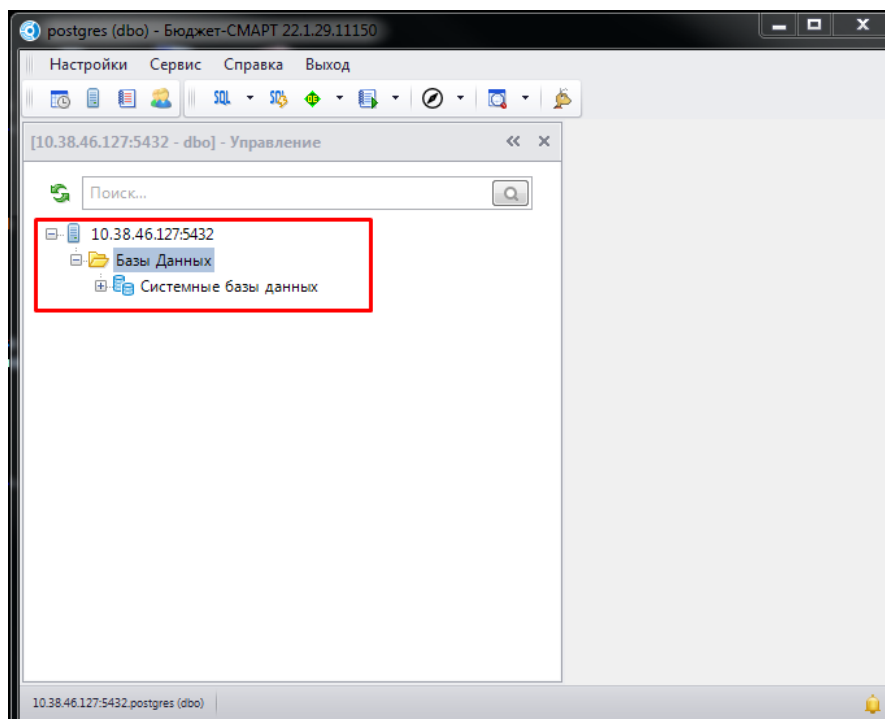 postgres (dbo) - Бюджет-СМАРТ 22.1.29.11150
Настройки Сервис Справка Выход
SQL SQL
[10.38.46.127:5432 - dbo] - Управление
Поиск...
10.38.46.127:5432
Базы Данных
Системные базы данных
10.38.46.127:5432.postgres (dbo)